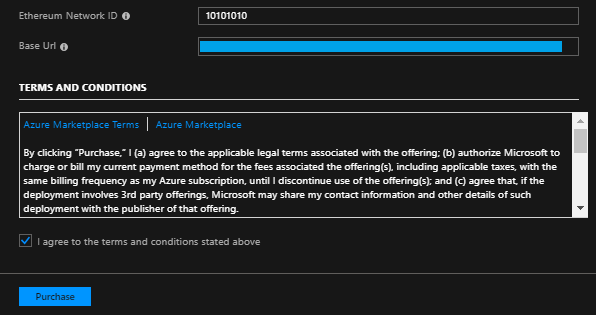 Ethereum Network ID
10101010
Base Url
TERMS AND CONDITIONS
Azure Marketplace Terms | Azure Marketplace
By clicking "Purchase," I (a) agree to the applicable legal terms associated with the offering; (b) authorize Microsoft to
charge or bill my current payment method for the fees associated the offering(s), including applicable taxes, with the
same billing frequency as my Azure subscription, until I discontinue use of the offering(s); and (c) agree that, if the
deployment involves 3rd party offerings, Microsoft may share my contact information and other details of such
deployment with the publisher of that offering.
I agree to the terms and conditions stated above
Purchase